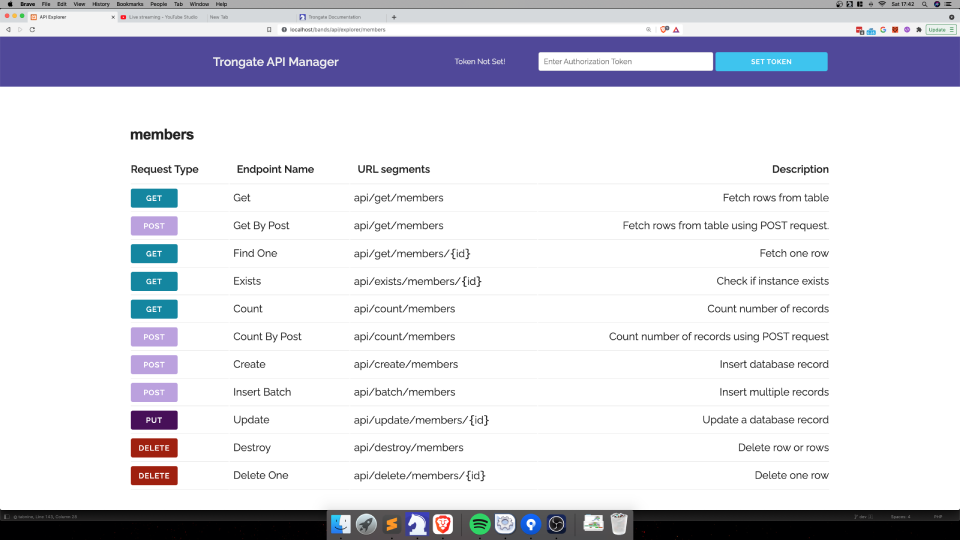 Brave File Edit View History Bookmarks People Tab Window Help
Sat 17:42
API Explorer
Live streaming - YouTube Studio
New Tab
Trongate Documentation
localhost/bands/api/explorer/members
Update
Trongate API Manager
Token Not Set!
Enter Authorization Token
SET TOKEN
members
Request Type Endpoint Name URL segments Description
GET Get api/get/members Fetch rows from table
POST Get By Post api/get/members Fetch rows from table using POST request.
GET Find One api/get/members/{id} Fetch one row
GET Exists api/exists/members/{id} Check if instance exists
GET Count api/count/members Count number of records
POST Count By Post api/count/members Count number of records using POST request
POST Create api/create/members Insert database record
POST Insert Batch api/batch/members Insert multiple records
PUT Update api/update/members/{id} Update a database record
DELETE Destroy api/destroy/members Delete row or rows
DELETE Delete One api/delete/members/{id} Delete one row
Spaces: 4 PHP